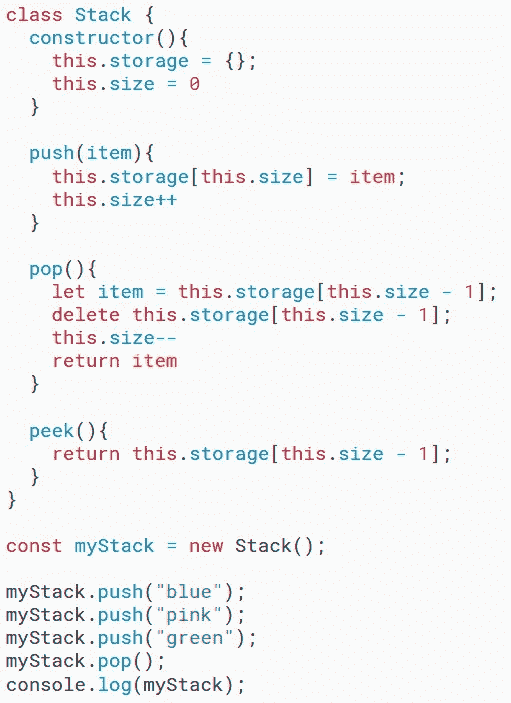 class Stack {
  constructor(){
    this.storage = {};
    this.size = 0
  }

  push(item){
    this.storage[this.size] = item;
    this.size++
  }

  pop(){
    let item = this.storage[this.size - 1];
    delete this.storage[this.size - 1];
    this.size--
    return item
  }

  peek(){
    return this.storage[this.size - 1];
  }
}

const myStack = new Stack();

myStack.push("blue");
myStack.push("pink");
myStack.push("green");
myStack.pop();
console.log(myStack);